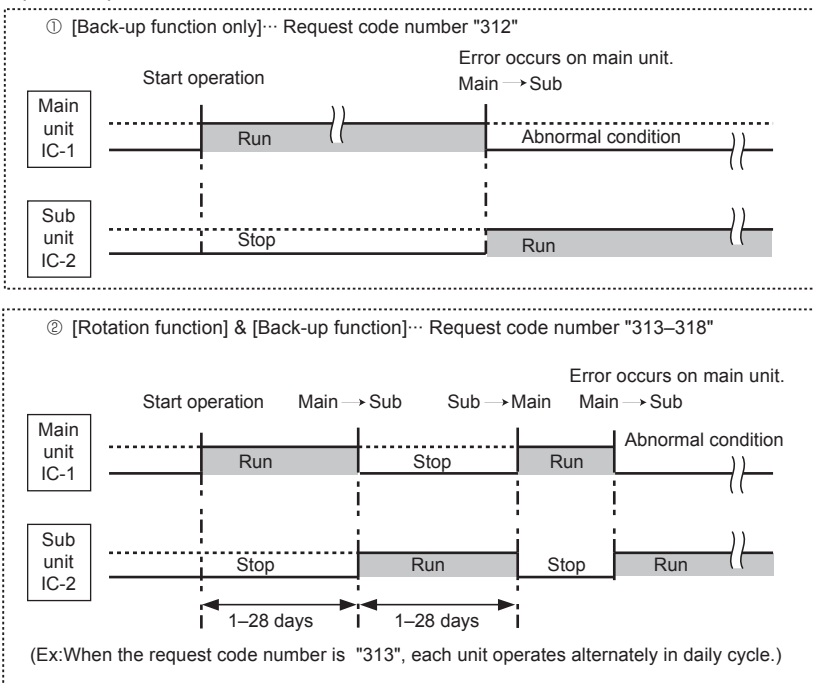 ① [Back-up function only]··· Request code number "312"
Error occurs on main unit.
Start operation
Main → Sub
Main
unit
IC-1
Run
Abnormal condition
Sub
unit
IC-2
Stop
Run
② [Rotation function] & [Back-up function]··· Request code number "313–318"
Error occurs on main unit.
Start operation Main → Sub Sub → Main Main → Sub
Main
unit
IC-1
Run Stop Run Abnormal condition
Sub
unit
IC-2
Stop Run Stop Run
1–28 days 1–28 days
(Ex:When the request code number is "313", each unit operates alternately in daily cycle.)